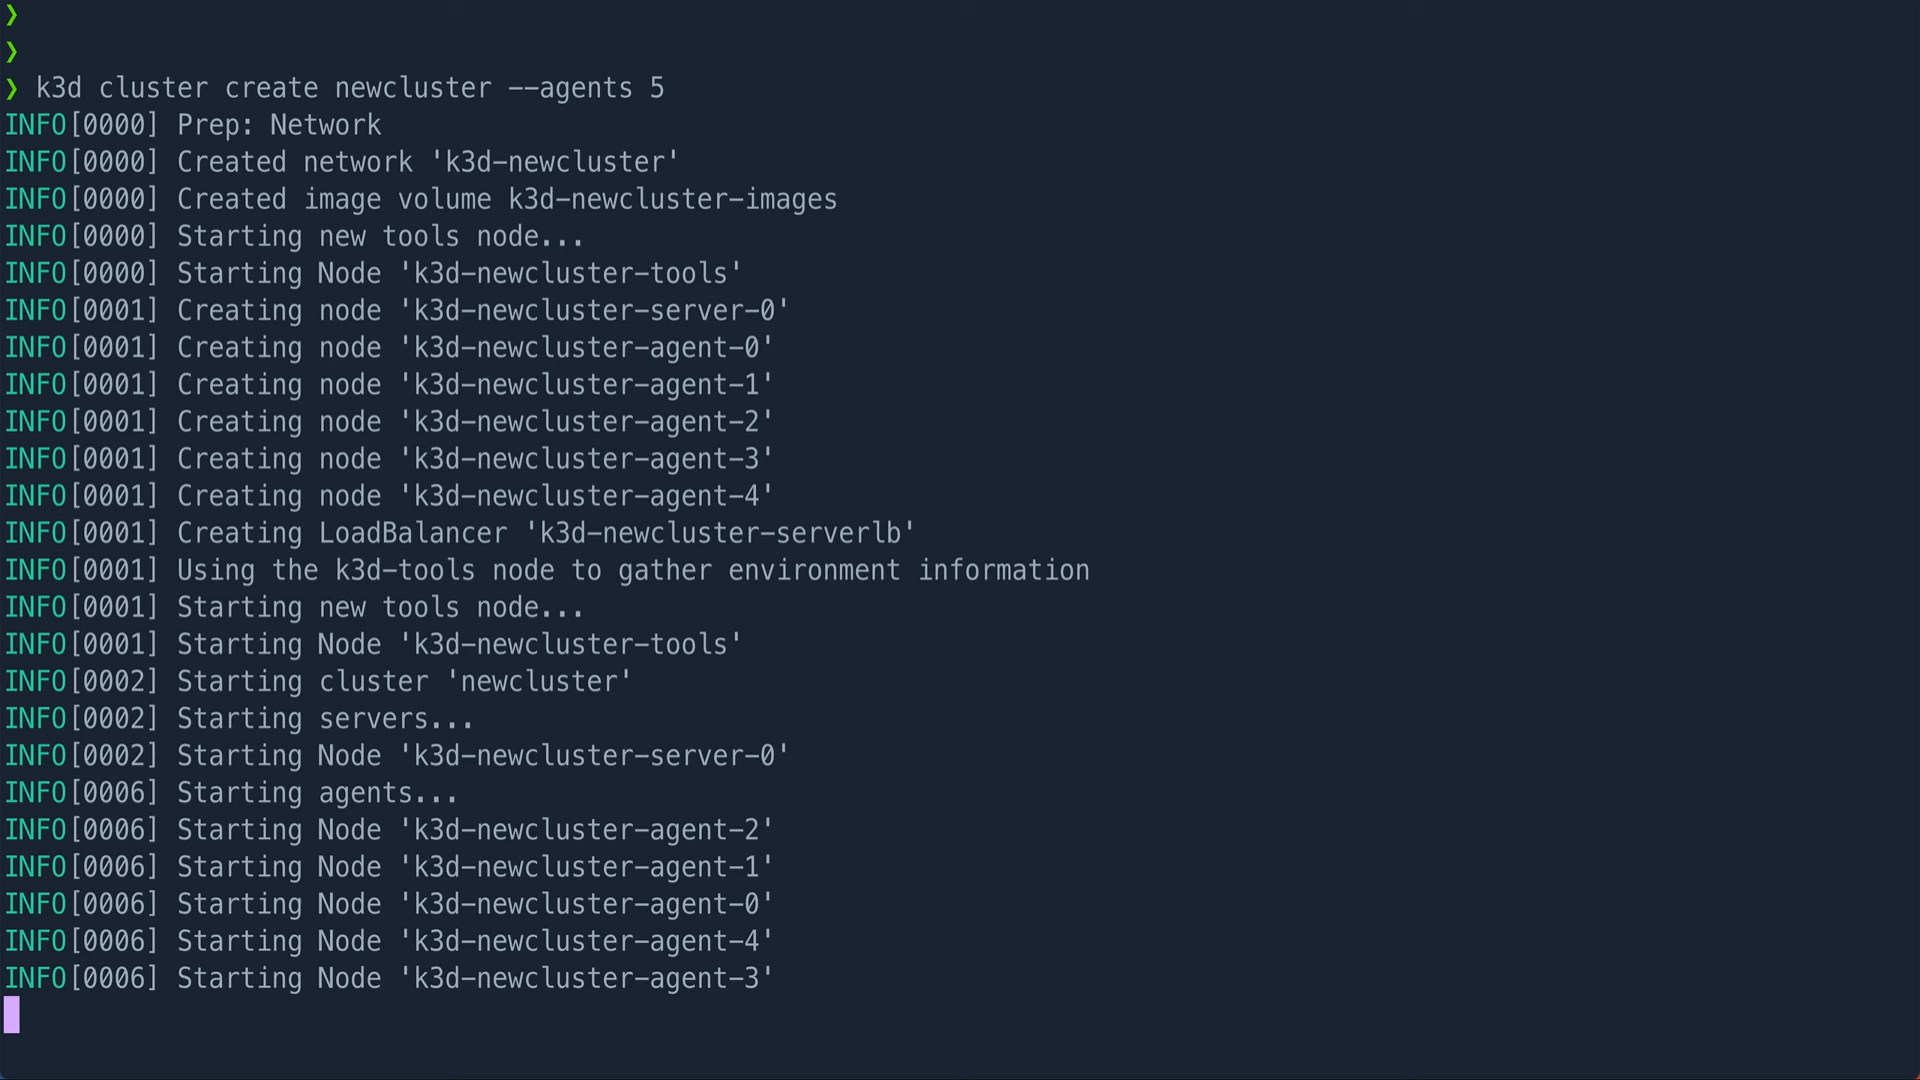 ❯
❯
❯ k3d cluster create newcluster --agents 5
INFO[0000] Prep: Network
INFO[0000] Created network 'k3d-newcluster'
INFO[0000] Created image volume k3d-newcluster-images
INFO[0000] Starting new tools node...
INFO[0000] Starting Node 'k3d-newcluster-tools'
INFO[0001] Creating node 'k3d-newcluster-server-0'
INFO[0001] Creating node 'k3d-newcluster-agent-0'
INFO[0001] Creating node 'k3d-newcluster-agent-1'
INFO[0001] Creating node 'k3d-newcluster-agent-2'
INFO[0001] Creating node 'k3d-newcluster-agent-3'
INFO[0001] Creating node 'k3d-newcluster-agent-4'
INFO[0001] Creating LoadBalancer 'k3d-newcluster-serverlb'
INFO[0001] Using the k3d-tools node to gather environment information
INFO[0001] Starting new tools node...
INFO[0001] Starting Node 'k3d-newcluster-tools'
INFO[0002] Starting cluster 'newcluster'
INFO[0002] Starting servers...
INFO[0002] Starting Node 'k3d-newcluster-server-0'
INFO[0006] Starting agents...
INFO[0006] Starting Node 'k3d-newcluster-agent-2'
INFO[0006] Starting Node 'k3d-newcluster-agent-1'
INFO[0006] Starting Node 'k3d-newcluster-agent-0'
INFO[0006] Starting Node 'k3d-newcluster-agent-4'
INFO[0006] Starting Node 'k3d-newcluster-agent-3'